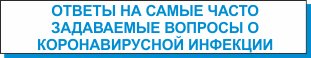 ОТВЕТЫ НА САМЫЕ ЧАСТО
ЗАДАВАЕМЫЕ ВОПРОСЫ О
КОРОНАВИРУСНОЙ ИНФЕКЦИИ